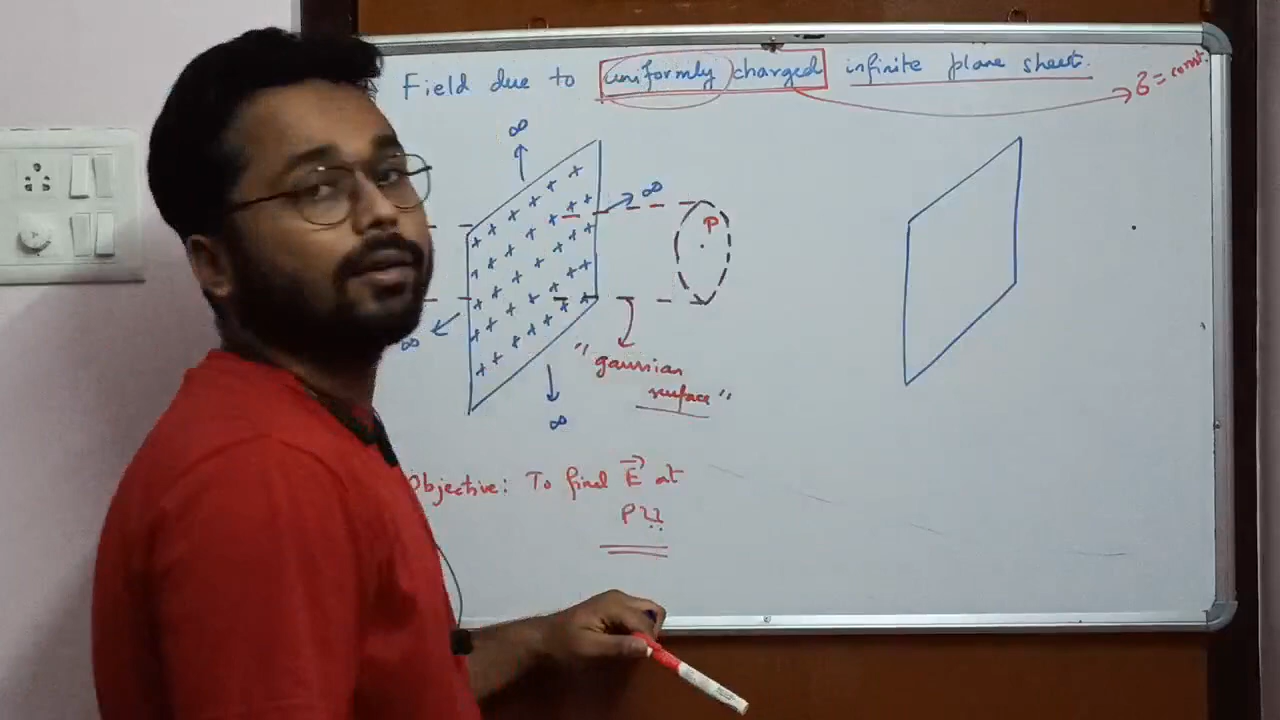 Field due to uniformly charged infinite plane sheet.
σ = const.
∞
∞
P
∞
"gaussian
surface"
∞
Objective: To find E⃗ at
P??